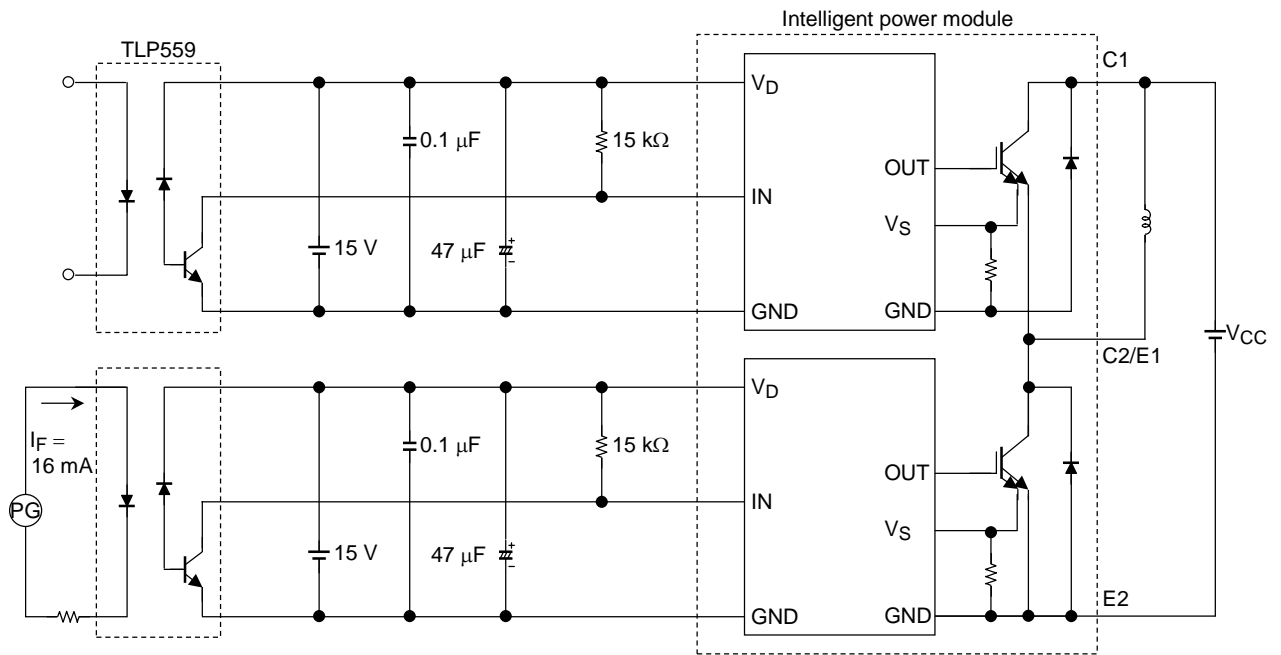 Intelligent power module
TLP559
C1
V_D
0.1 μF
15 kΩ
OUT
IN
V_S
15 V
47 μF
+
−
GND
GND
V_CC
C2/E1
V_D
I_F =
16 mA
0.1 μF
15 kΩ
OUT
IN
PG
V_S
15 V
47 μF
+
−
E2
GND
GND